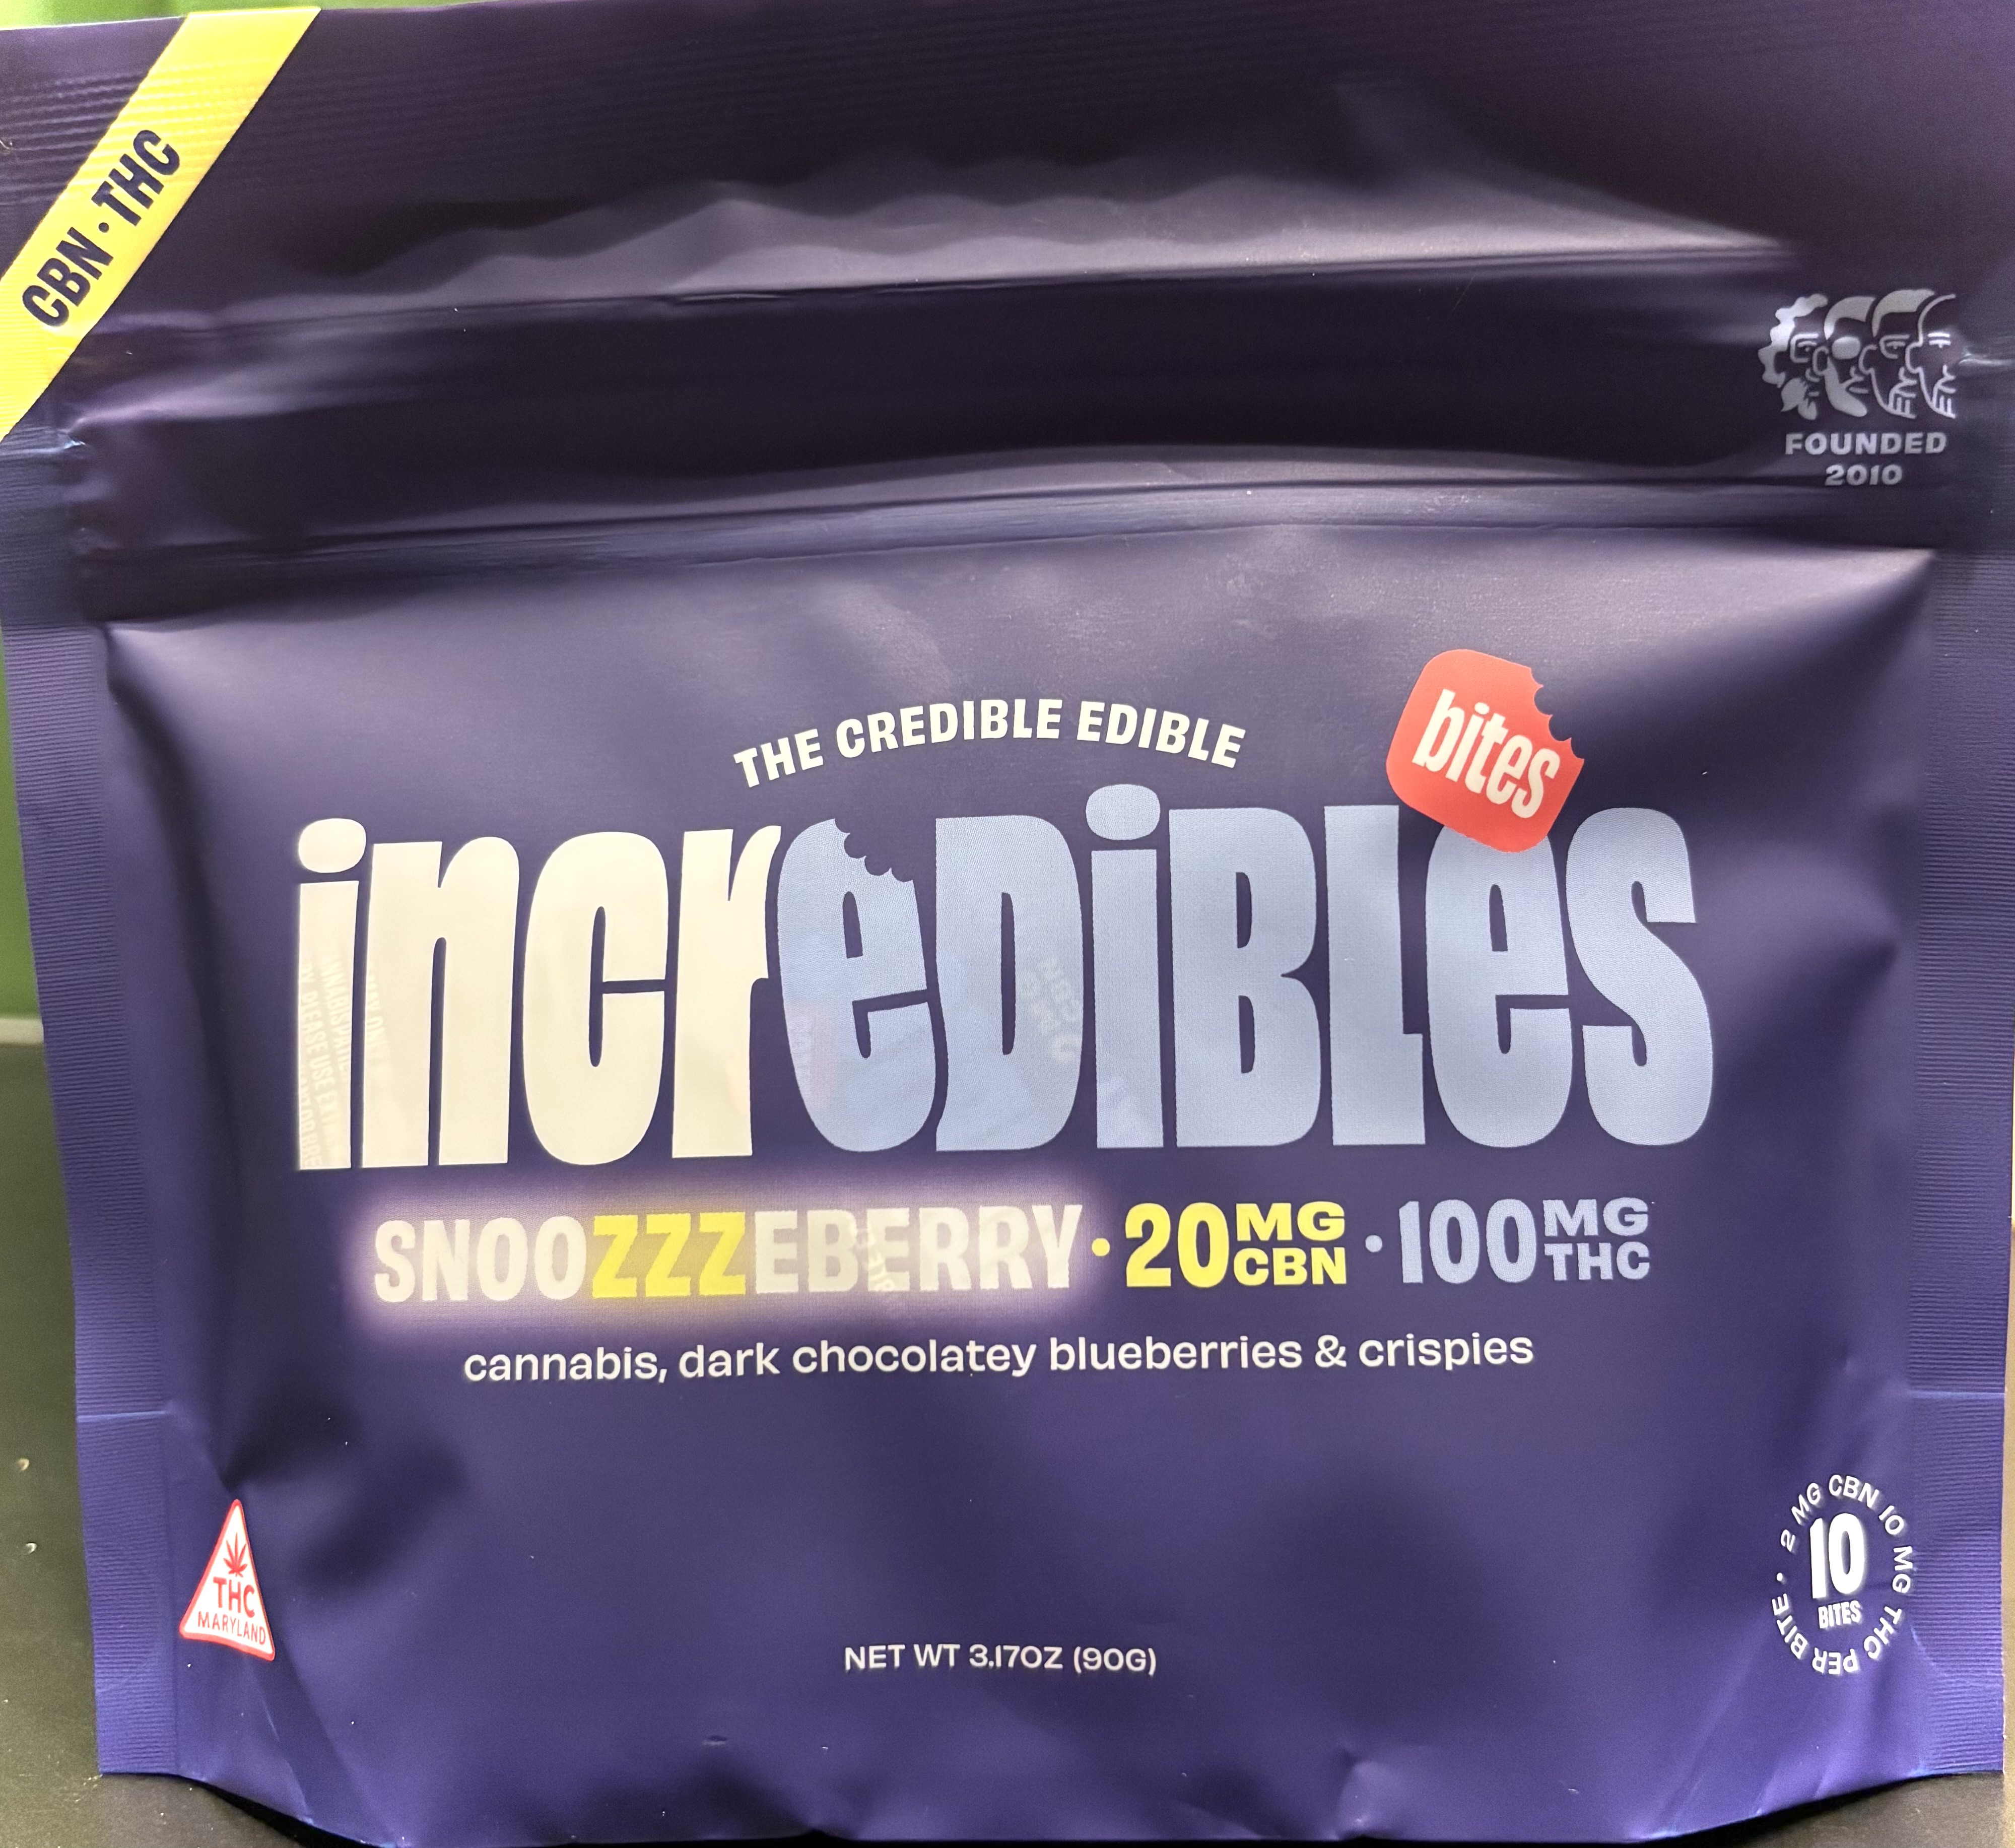 CBN · THC
FOUNDED
2010
THE CREDIBLE EDIBLE
bites
incrEDiBLes
SNOOZZZEBERRY · 20 MG CBN · 100 MG THC
cannabis, dark chocolatey blueberries & crispies
THC
MARYLAND
2 MG CBN 10 MG THC PER BITE ·
10
BITES
NET WT 3.17OZ (90G)